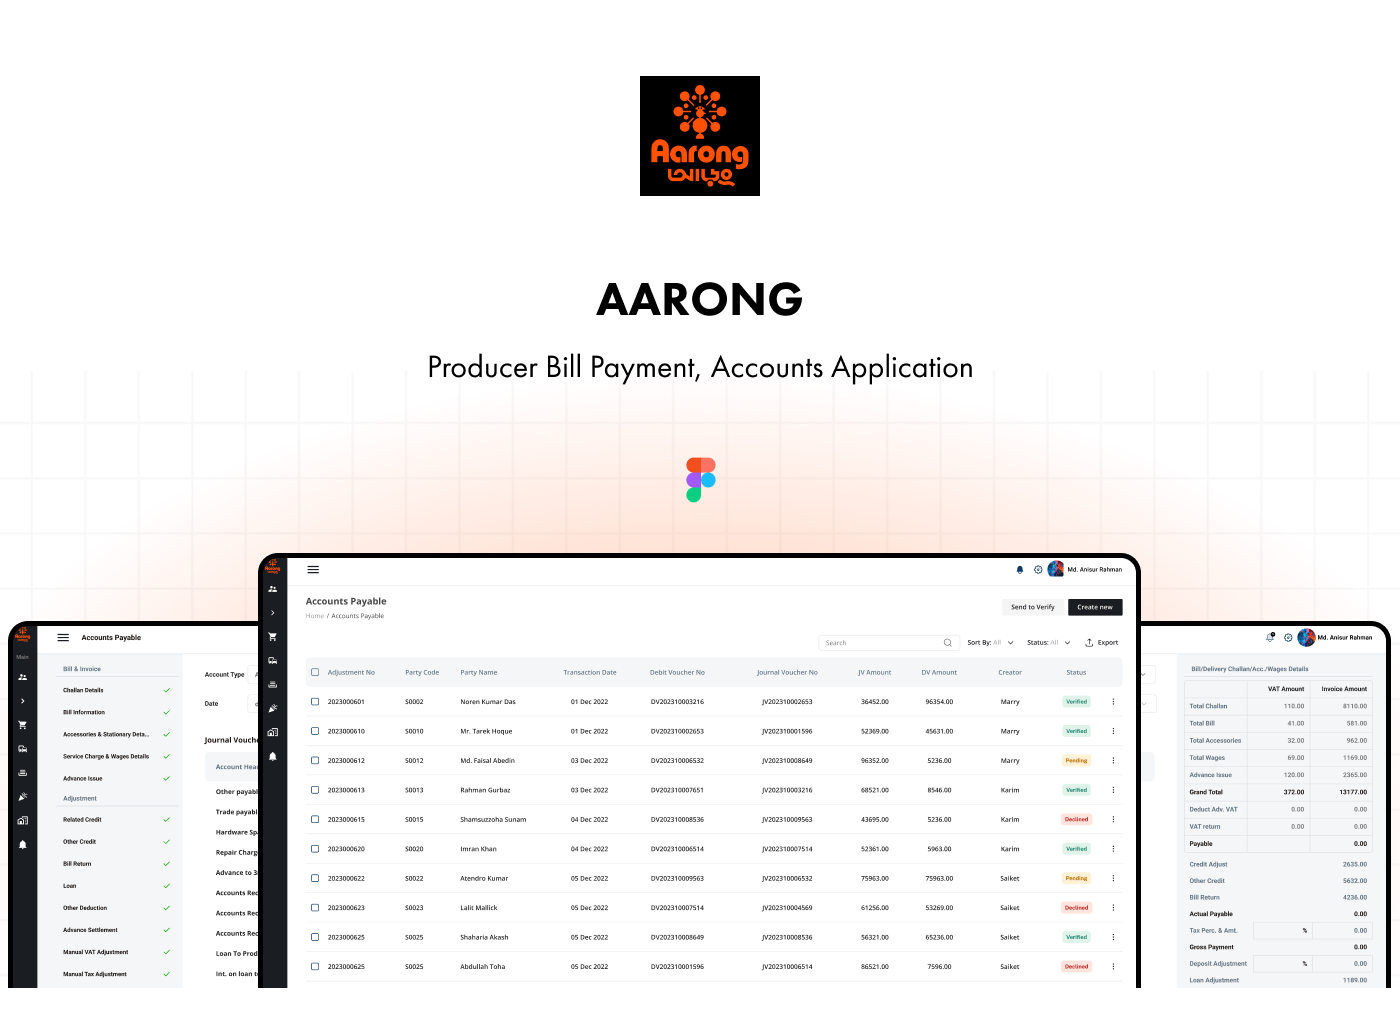 Aarong
আড়ং
AARONG
Producer Bill Payment, Accounts Application
Aarong
Md. Anisur Rahman
Accounts Payable
Home / Accounts Payable
Send to Verify
Create new
Search
Sort By: All
Status: All
Export
Adjustment No Party Code Party Name Transaction Date Debit Voucher No Journal Voucher No JV Amount DV Amount Creator Status
2023000601 S0002 Noren Kumar Das 01 Dec 2022 DV202310003216 JV202310002653 36452.00 96354.00 Marry Verified
2023000610 S0010 Mr. Tarek Hoque 01 Dec 2022 DV202310002653 JV202310001596 52369.00 45631.00 Marry Verified
2023000612 S0012 Md. Faisal Abedin 03 Dec 2022 DV202310006532 JV202310008649 96352.00 5236.00 Marry Pending
2023000613 S0013 Rahman Gurbaz 03 Dec 2022 DV202310007651 JV202310003216 68521.00 8546.00 Karim Verified
2023000615 S0015 Shamsuzzoha Sunam 04 Dec 2022 DV202310008536 JV202310009563 43695.00 5236.00 Karim Declined
2023000620 S0020 Imran Khan 04 Dec 2022 DV202310006514 JV202310007514 52361.00 5963.00 Karim Verified
2023000622 S0022 Atendro Kumar 05 Dec 2022 DV202310009563 JV202310006532 75963.00 75963.00 Saiket Pending
2023000623 S0023 Lalit Mallick 05 Dec 2022 DV202310007514 JV202310004569 61256.00 53269.00 Saiket Declined
2023000625 S0025 Shaharia Akash 05 Dec 2022 DV202310008649 JV202310008536 56321.00 65236.00 Saiket Verified
2023000625 S0025 Abdullah Toha 05 Dec 2022 DV202310001596 JV202310006514 86521.00 7596.00 Saiket Declined
Aarong
Main
Accounts Payable
Bill & Invoice
Challan Details
Bill Information
Accessories & Stationary Deta...
Service Charge & Wages Details
Advance Issue
Adjustment
Related Credit
Other Credit
Bill Return
Loan
Other Deduction
Advance Settlement
Manual VAT Adjustment
Manual Tax Adjustment
Account Type
Date
Journal Vouche
Account Hea
Other payabl
Trade payabl
Hardware Sp
Repair Charg
Advance to 3
Accounts Rec
Accounts Rec
Accounts Rec
Loan To Prod
Int. on loan t
Md. Anisur Rahman
Bill/Delivery Challan/Acc./Wages Details
VAT Amount Invoice Amount
Total Challan 110.00 8110.00
Total Bill 41.00 581.00
Total Accessories 32.00 962.00
Total Wages 69.00 1169.00
Advance Issue 120.00 2365.00
Grand Total 372.00 13177.00
Deduct Adv. VAT 0.00 0.00
VAT return 0.00 0.00
Payable 0.00
Credit Adjust 2635.00
Other Credit 5632.00
Bill Return 4236.00
Actual Payable 0.00
Tax Perc. & Amt. % 0.00
Gross Payment 0.00
Deposit Adjustment % 0.00
Loan Adjustment 1189.00